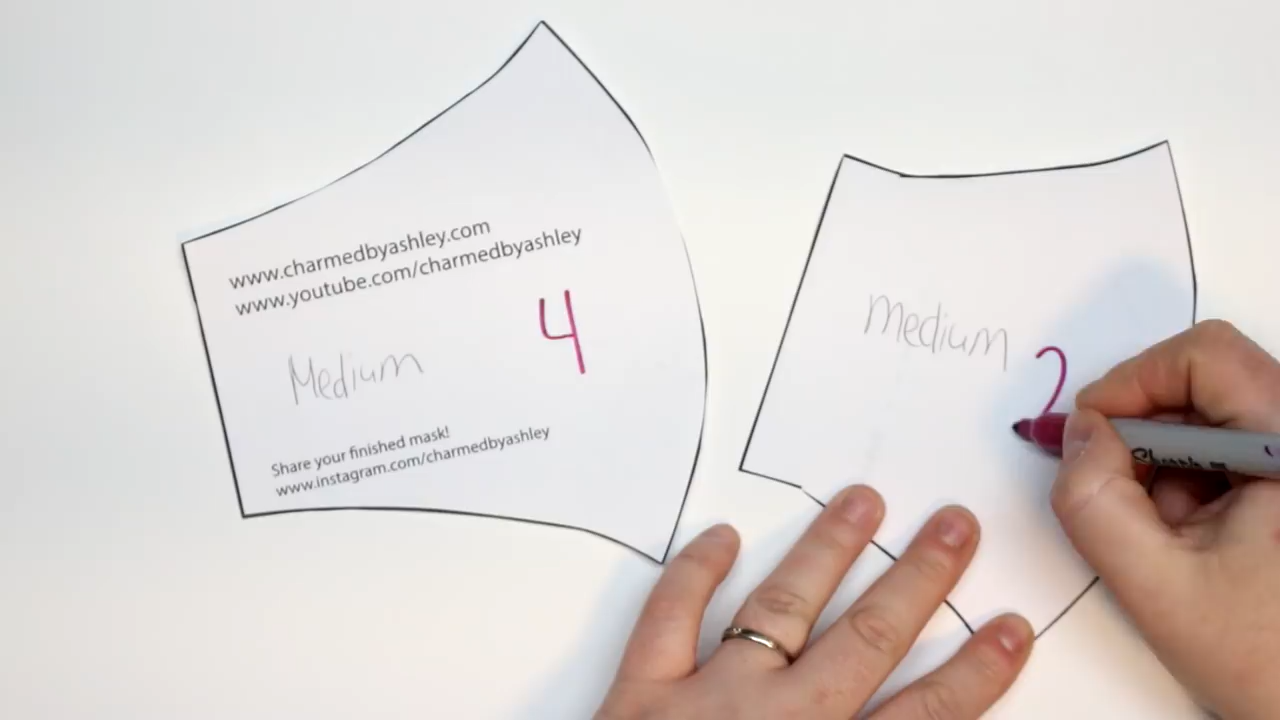 www.charmedbyashley.com
www.youtube.com/charmedbyashley
4
Medium
Share your finished mask!
www.instagram.com/charmedbyashley
Medium
2
Sharpie